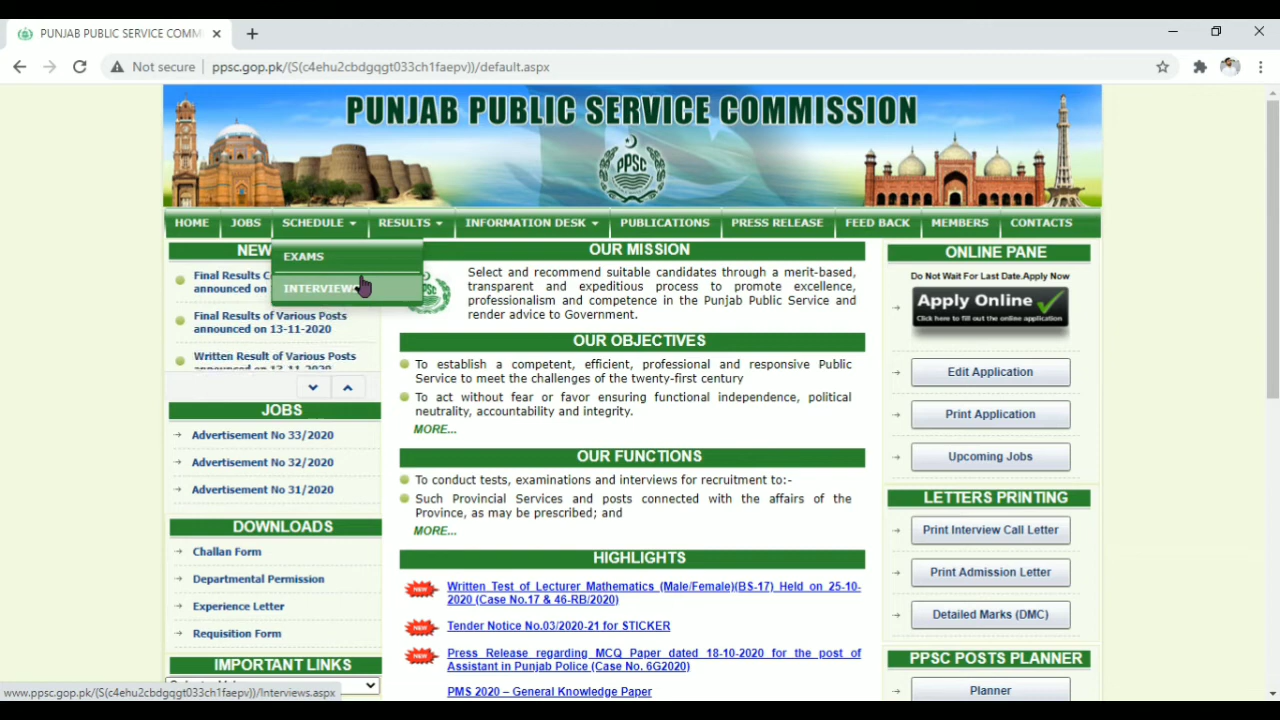 PUNJAB PUBLIC SERVICE COMM
Not secure
ppsc.gop.pk/(S(c4ehu2cbdgqgt033ch1faepv))/default.aspx
PUNJAB PUBLIC SERVICE COMMISSION
PPSC
HOME JOBS SCHEDULE RESULTS INFORMATION DESK PUBLICATIONS PRESS RELEASE FEED BACK MEMBERS CONTACTS
EXAMS
INTERVIEWS
NEW
Final Results C
announced on
Final Results of Various Posts
announced on 13-11-2020
Written Result of Various Posts
announced on 13-11-2020
JOBS
Advertisement No 33/2020
Advertisement No 32/2020
Advertisement No 31/2020
DOWNLOADS
Challan Form
Departmental Permission
Experience Letter
Requisition Form
IMPORTANT LINKS
www.ppsc.gop.pk/(S(c4ehu2cbdgqgt033ch1faepv))/Interviews.aspx
OUR MISSION
Select and recommend suitable candidates through a merit-based,
transparent and expeditious process to promote excellence,
professionalism and competence in the Punjab Public Service and
render advice to Government.
OUR OBJECTIVES
To establish a competent, efficient, professional and responsive Public
Service to meet the challenges of the twenty-first century
To act without fear or favor ensuring functional independence, political
neutrality, accountability and integrity.
MORE...
OUR FUNCTIONS
To conduct tests, examinations and interviews for recruitment to:-
Such Provincial Services and posts connected with the affairs of the
Province, as may be prescribed; and
MORE...
HIGHLIGHTS
NEW Written Test of Lecturer Mathematics (Male/Female)(BS-17) Held on 25-10-
2020 (Case No.17 & 46-RB/2020)
NEW Tender Notice No.03/2020-21 for STICKER
NEW Press Release regarding MCQ Paper dated 18-10-2020 for the post of
Assistant in Punjab Police (Case No. 6G2020)
PMS 2020 – General Knowledge Paper
ONLINE PANE
Do Not Wait For Last Date.Apply Now
Apply Online
Click here to fill out the online application
Edit Application
Print Application
Upcoming Jobs
LETTERS PRINTING
Print Interview Call Letter
Print Admission Letter
Detailed Marks (DMC)
PPSC POSTS PLANNER
Planner